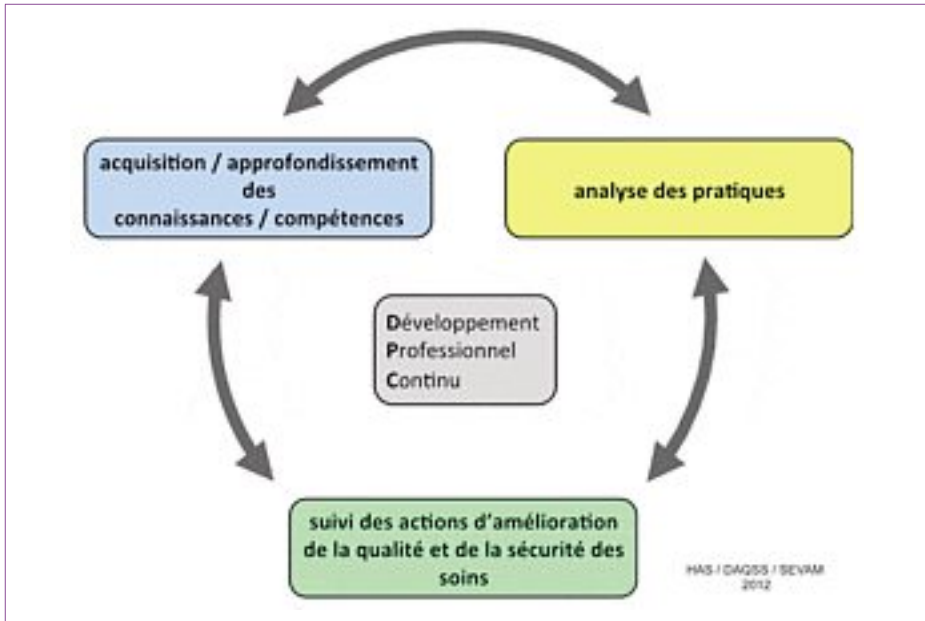 acquisition / approfondissement
des
connaissances / compétences
analyse des pratiques
Développement
Professionnel
Continu
suivi des actions d'amélioration
de la qualité et de la sécurité des
soins
HAS / DAQSS / SEVAM
2012